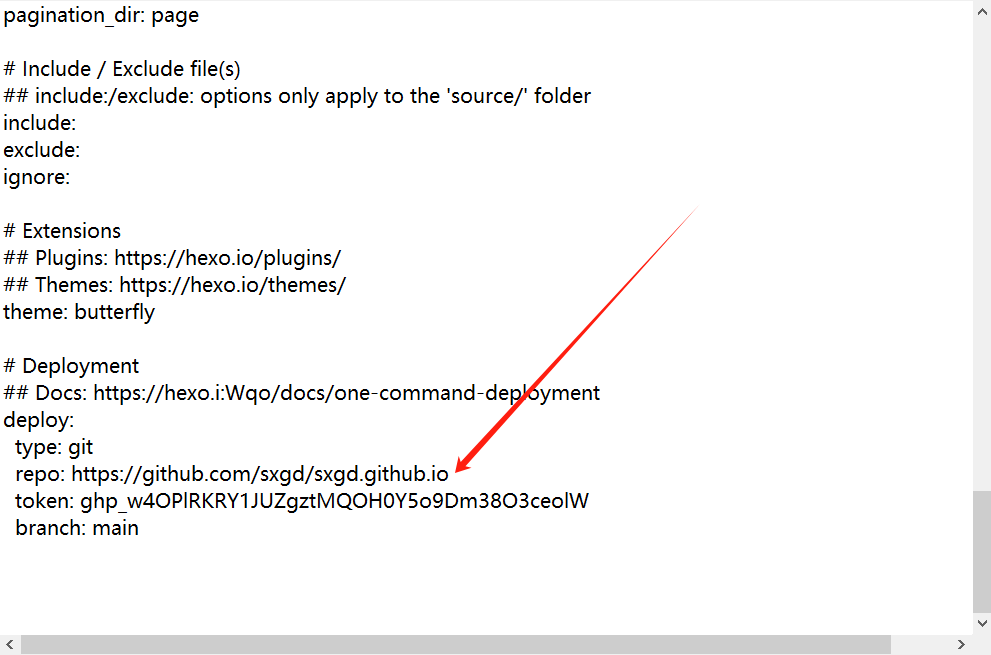 pagination_dir: page
# Include / Exclude file(s)
## include:/exclude: options only apply to the 'source/' folder
include:
exclude:
ignore:
# Extensions
## Plugins: https://hexo.io/plugins/
## Themes: https://hexo.io/themes/
theme: butterfly
# Deployment
## Docs: https://hexo.i:Wqo/docs/one-command-deployment
deploy:
type: git
repo: https://github.com/sxgd/sxgd.github.io
token:
branch: main